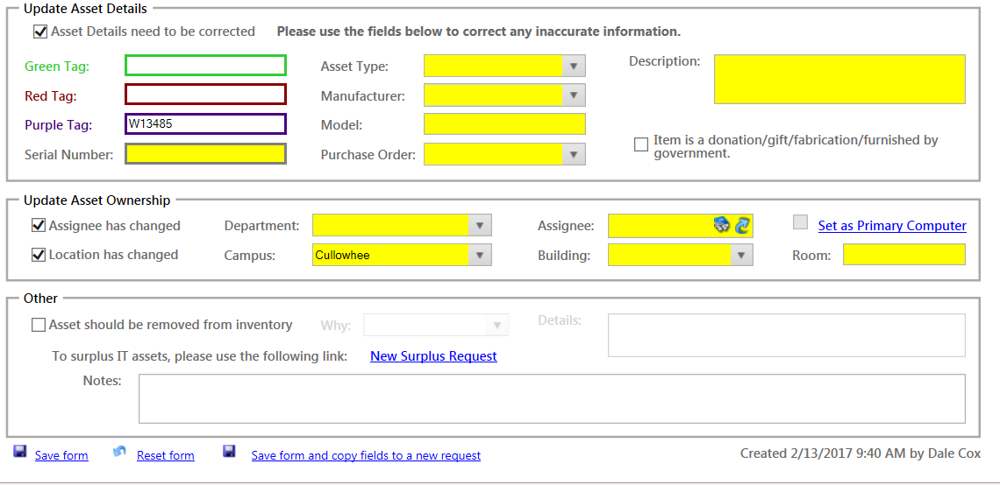 Update Asset Details
Asset Details need to be corrected Please use the fields below to correct any inaccurate information.
Green Tag: Asset Type: Description:
Red Tag: Manufacturer:
Purple Tag: W13485 Model:
Serial Number: Purchase Order: Item is a donation/gift/fabrication/furnished by
government.
Update Asset Ownership
Assignee has changed Department: Assignee: Set as Primary Computer
Location has changed Campus: Cullowhee Building: Room:
Other
Asset should be removed from inventory Why: Details:
To surplus IT assets, please use the following link: New Surplus Request
Notes:
Save form Reset form Save form and copy fields to a new request Created 2/13/2017 9:40 AM by Dale Cox